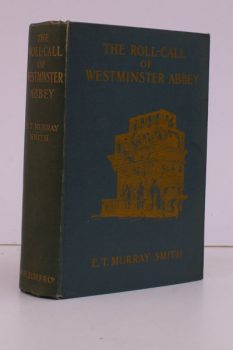 THE
ROLL-CALL
OF
WESTMINSTER
ABBEY
E.T. MURRAY
SMITH
THE ROLL-CALL
OF
WESTMINSTER ABBEY
E.T. MURRAY SMITH